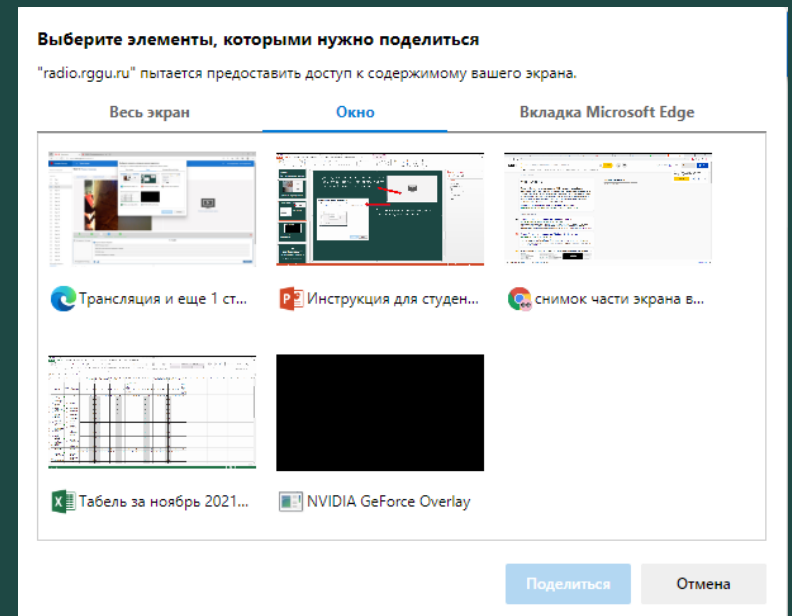 Выберите элементы, которыми нужно поделиться
"radio.rggu.ru" пытается предоставить доступ к содержимому вашего экрана.
Весь экран Окно Вкладка Microsoft Edge
Трансляция и еще 1 ст... Инструкция для студен... снимок части экрана в...
Табель за ноябрь 2021... NVIDIA GeForce Overlay
Поделиться Отмена